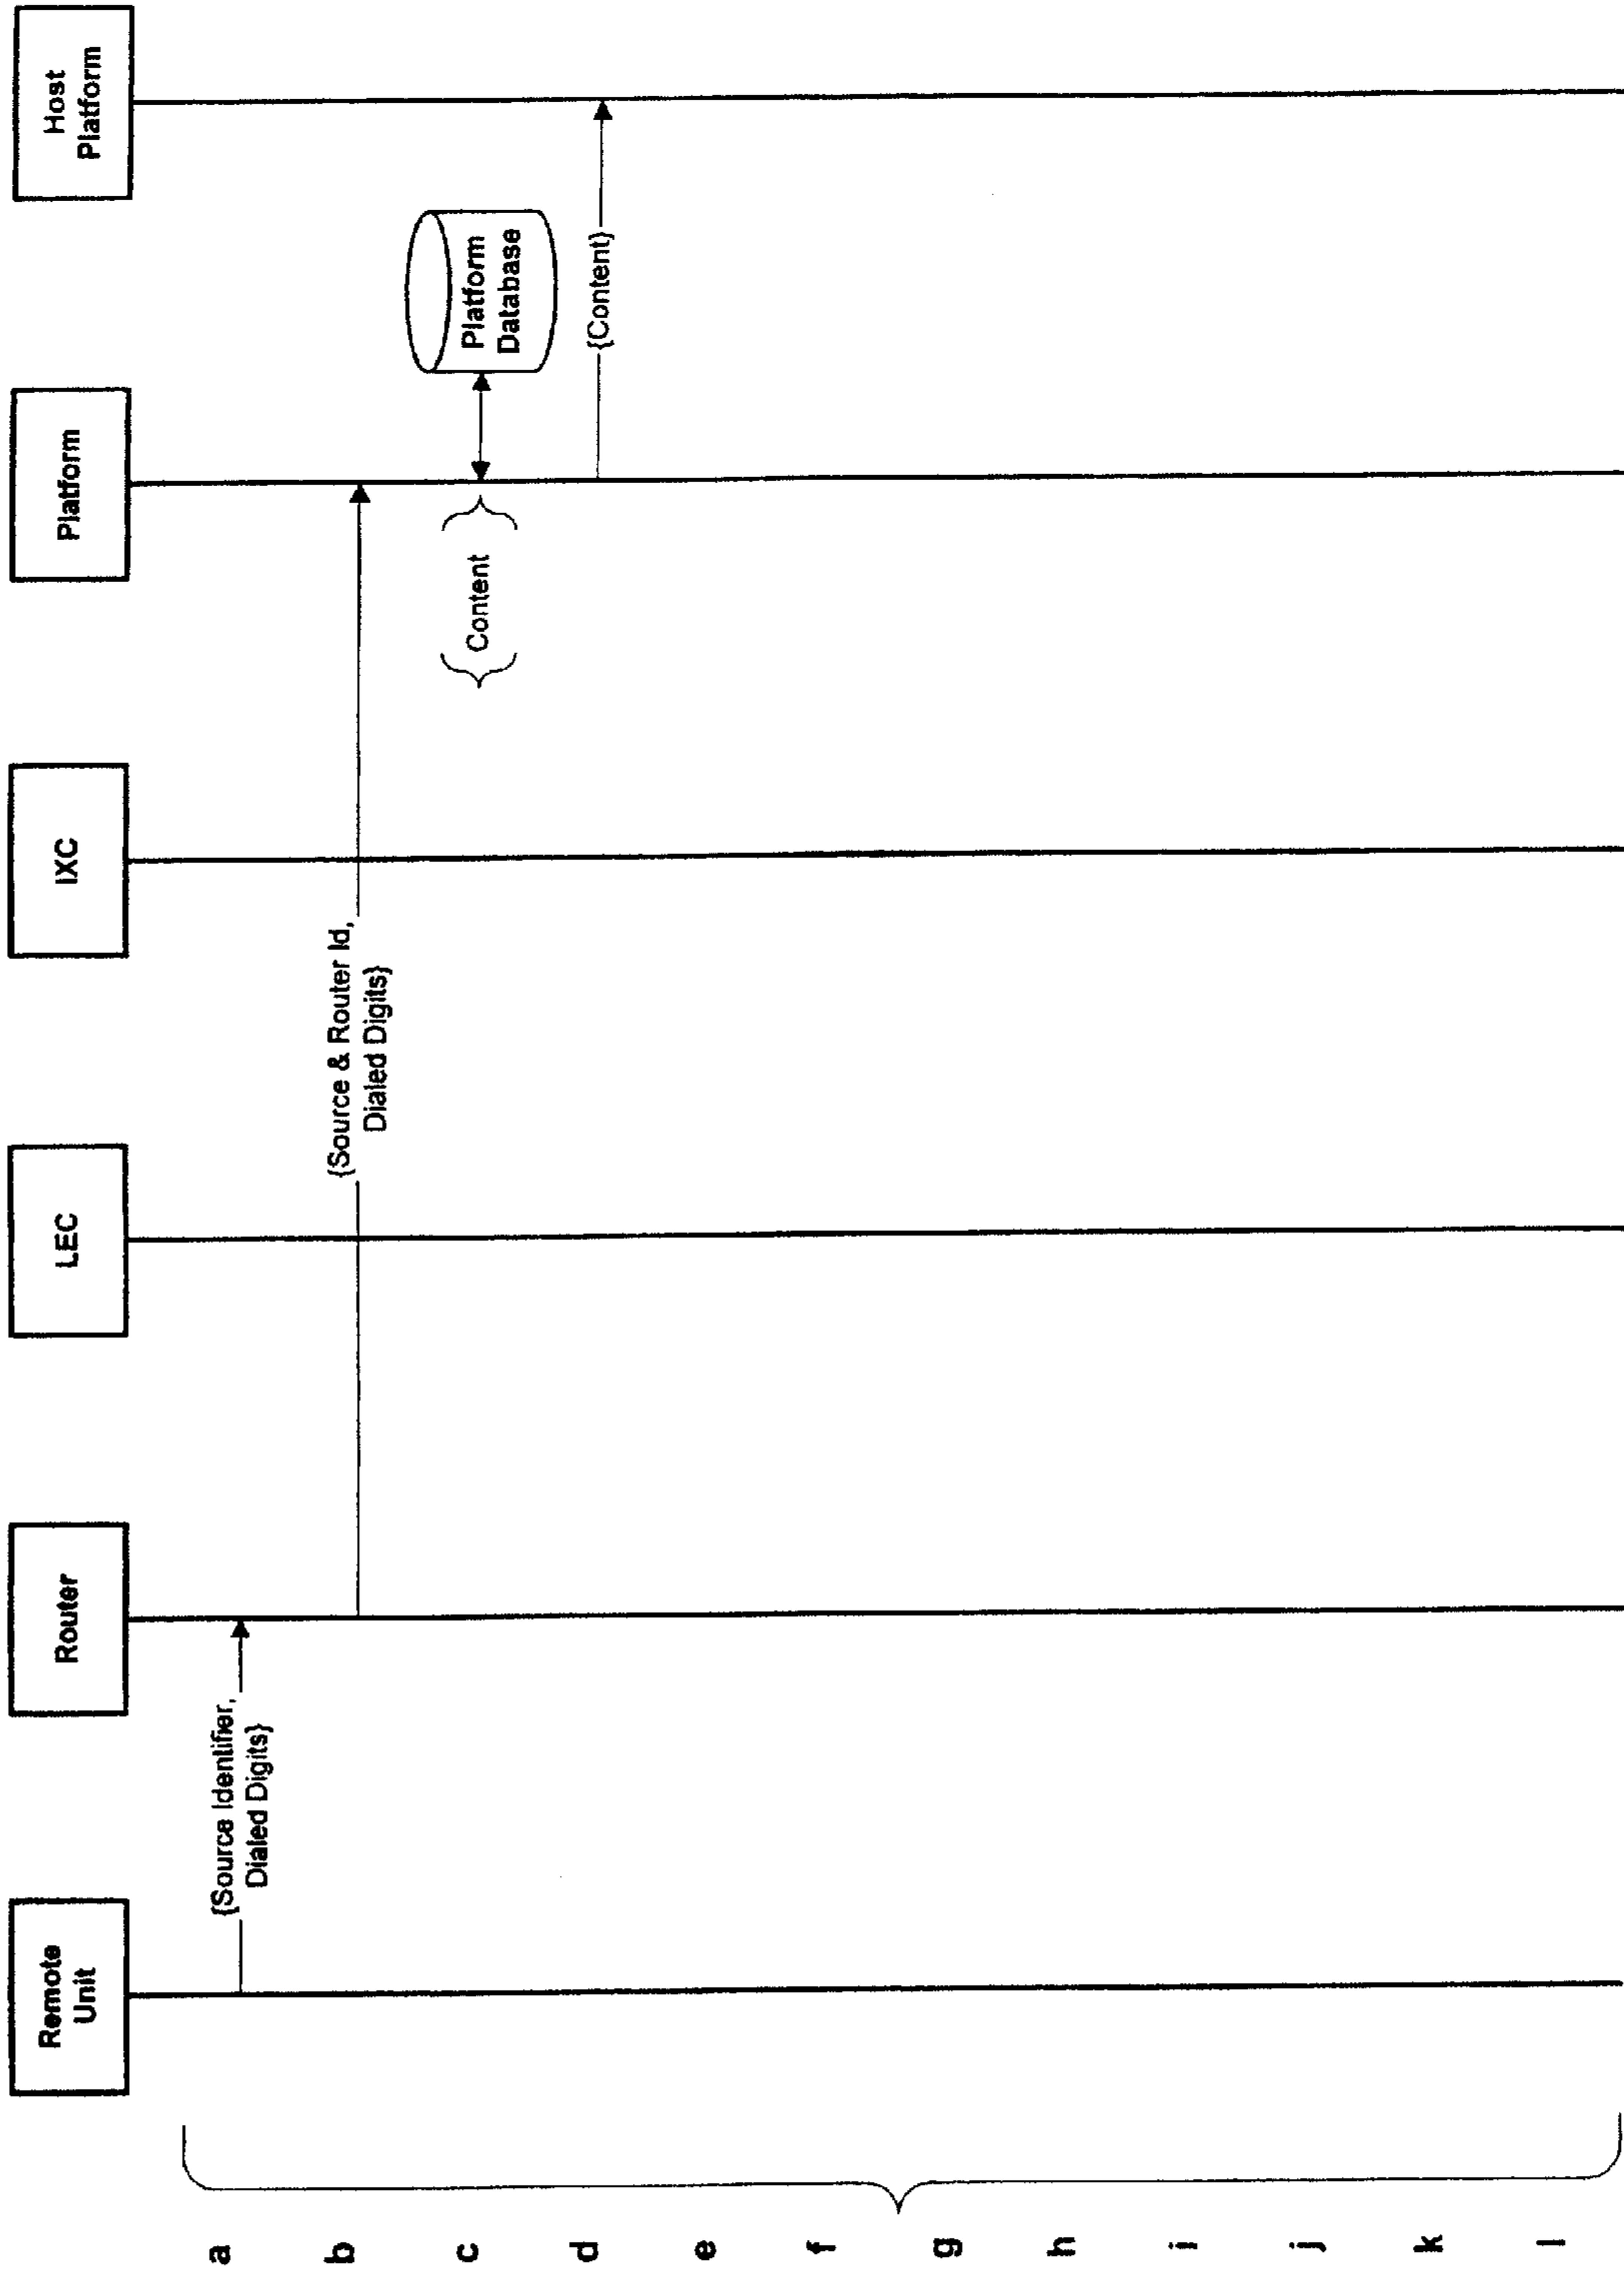 Remote
Unit
Router
LEC
IXC
Platform
Host
Platform
a
{Source Identifier,
Dialed Digits}
b
{Source & Router Id,
Dialed Digits}
c
{ Content }
Platform
Database
d
{Content}
e
f
g
h
i
j
k
l